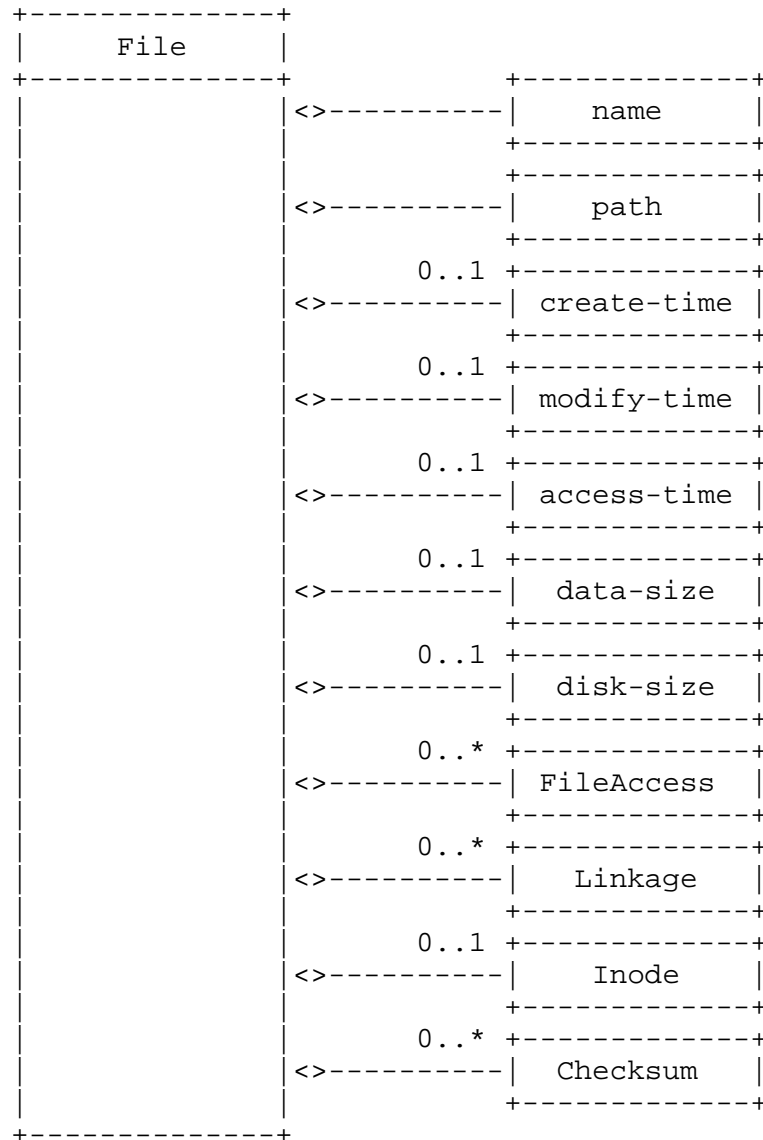 File
name
path
0..1
create-time
0..1
modify-time
0..1
access-time
0..1
data-size
0..1
disk-size
0..*
FileAccess
0..*
Linkage
0..1
Inode
0..*
Checksum